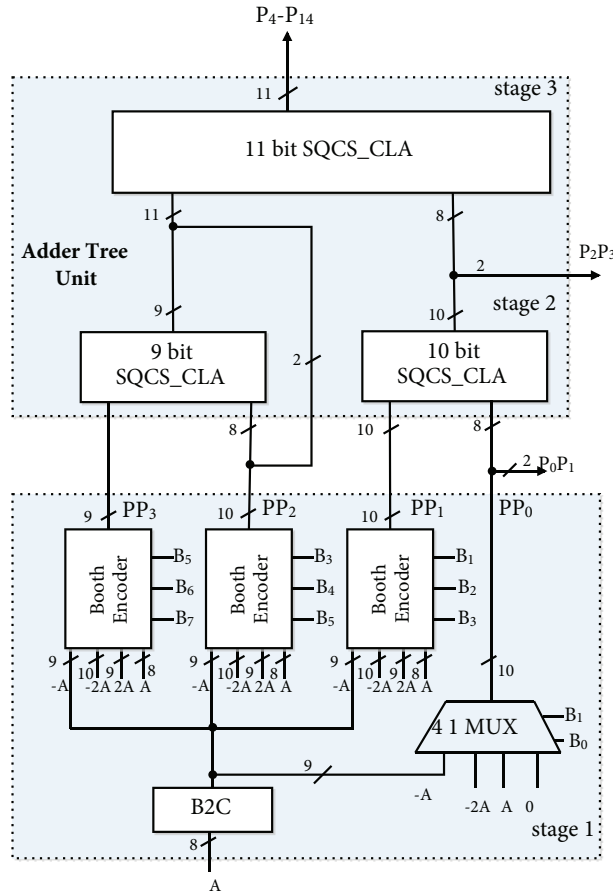 P4-P14
11
stage 3
11 bit SQCS_CLA
11
8
Adder Tree
Unit
2
P2P3
9
10
stage 2
9 bit
SQCS_CLA
2
10 bit
SQCS_CLA
8
10
8
2
P0P1
9
PP3
10
PP2
10
PP1
PP0
Booth
Encoder
B5
B6
B7
Booth
Encoder
B3
B4
B5
Booth
Encoder
B1
B2
B3
9
10
9
8
-A
-2A
2A
A
9
10
9
8
-A
-2A
2A
A
9
10
9
8
-A
-2A
2A
A
10
4 1 MUX
B1
B0
9
-A
-2A
A
0
B2C
8
A
stage 1